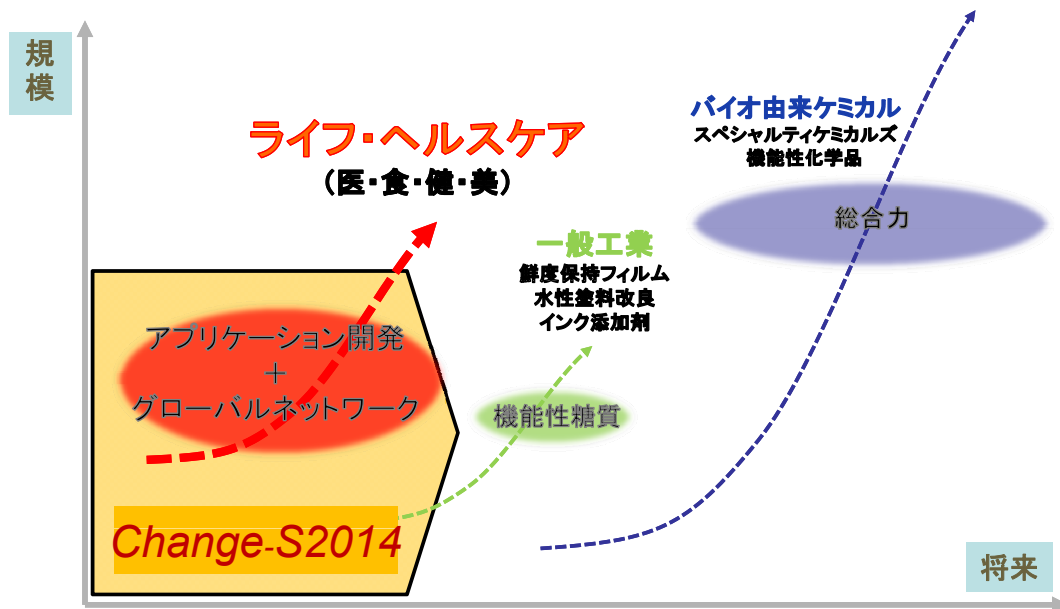 規
模
ライフ・ヘルスケア
(医・食・健・美)
バイオ由来ケミカル
スペシャルティケミカルズ
機能性化学品
総合力
一般工業
鮮度保持フィルム
水性塗料改良
インク添加剤
アプリケーション開発
+
グローバルネットワーク
機能性糖質
Change-S2014
将来